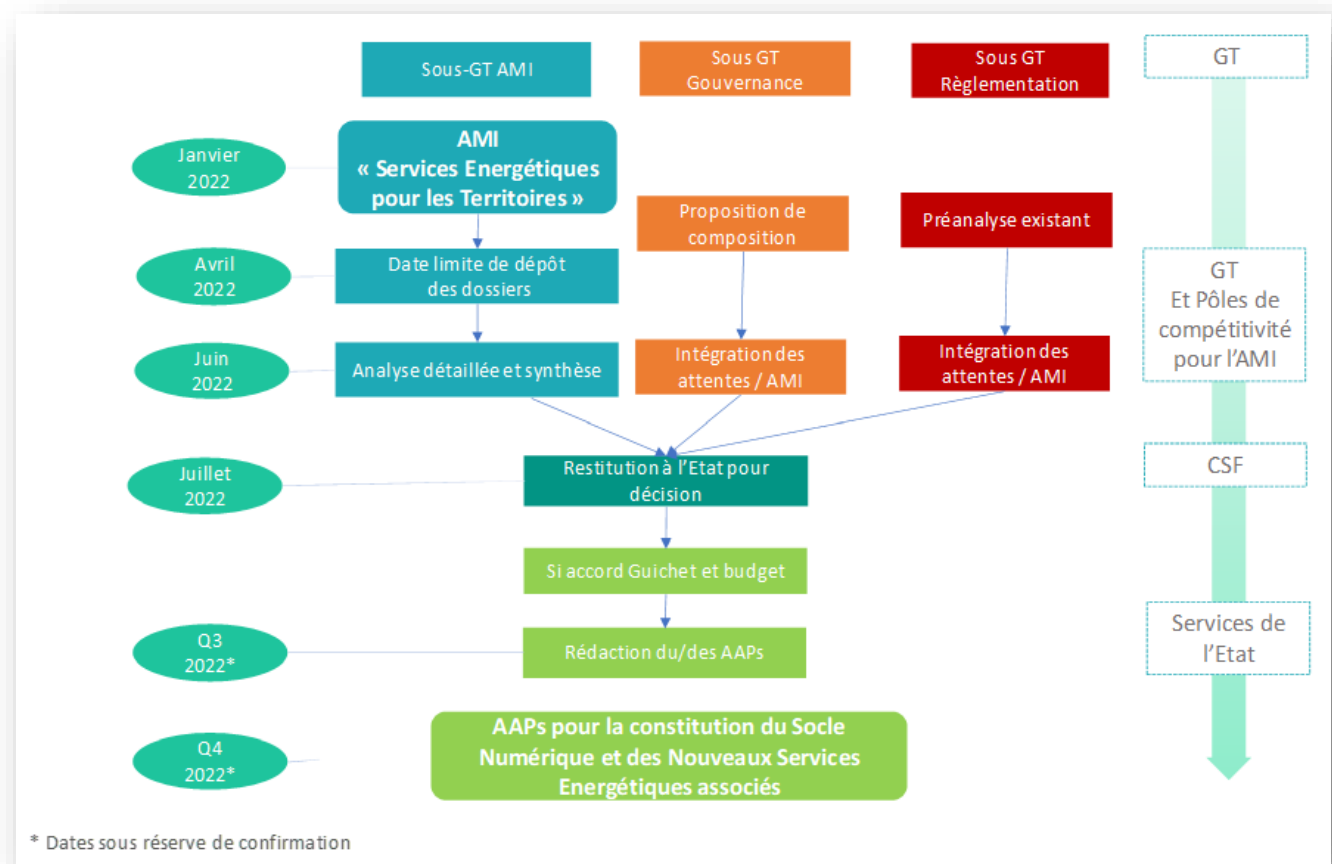 Sous-GT AMI
Sous GT
Gouvernance
Sous GT
Règlementation
GT
Janvier
2022
AMI
« Services Energétiques
pour les Territoires »
Proposition de
composition
Préanalyse existant
Avril
2022
Date limite de dépôt
des dossiers
GT
Et Pôles de
compétitivité
pour l'AMI
Juin
2022
Analyse détaillée et synthèse
Intégration des
attentes / AMI
Intégration des
attentes / AMI
Juillet
2022
Restitution à l'Etat pour
décision
CSF
Si accord Guichet et budget
Q3
2022*
Rédaction du/des AAPs
Services de
l'Etat
Q4
2022*
AAPs pour la constitution du Socle
Numérique et des Nouveaux Services
Energétiques associés
* Dates sous réserve de confirmation